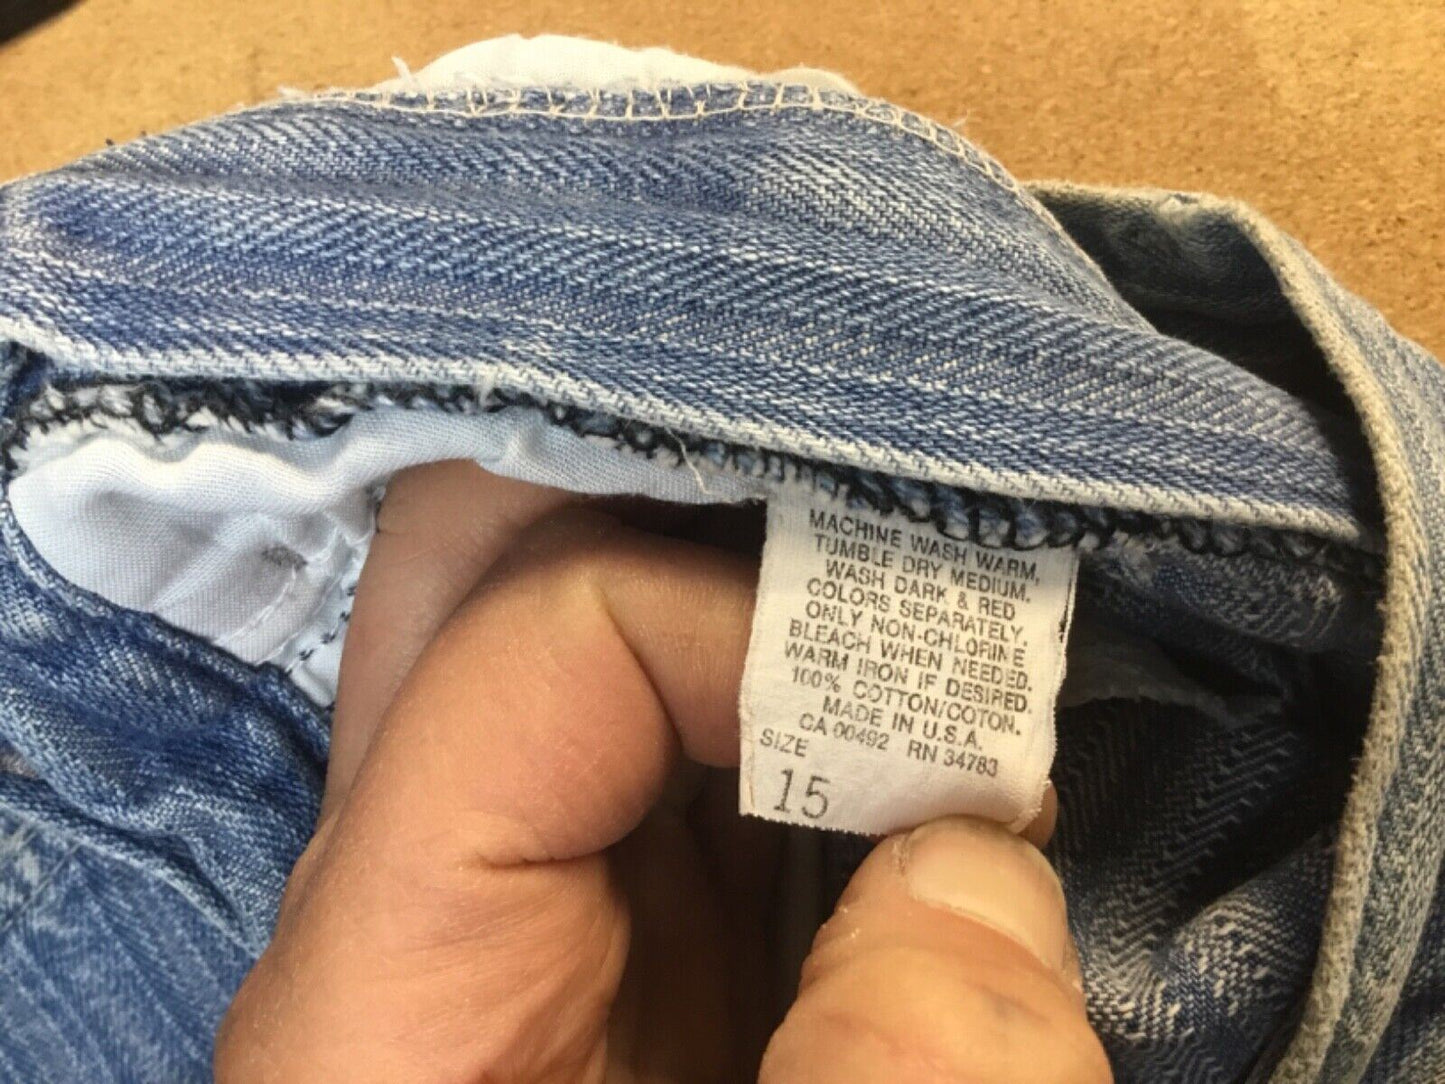 MACHINE WASH WARM,
TUMBLE DRY MEDIUM.
WASH DARK & RED
COLORS SEPARATELY.
ONLY NON-CHLORINE
BLEACH WHEN NEEDED.
WARM IRON IF DESIRED.
100% COTTON/COTON.
MADE IN U.S.A.
CA 00492 RN 34783
SIZE
15